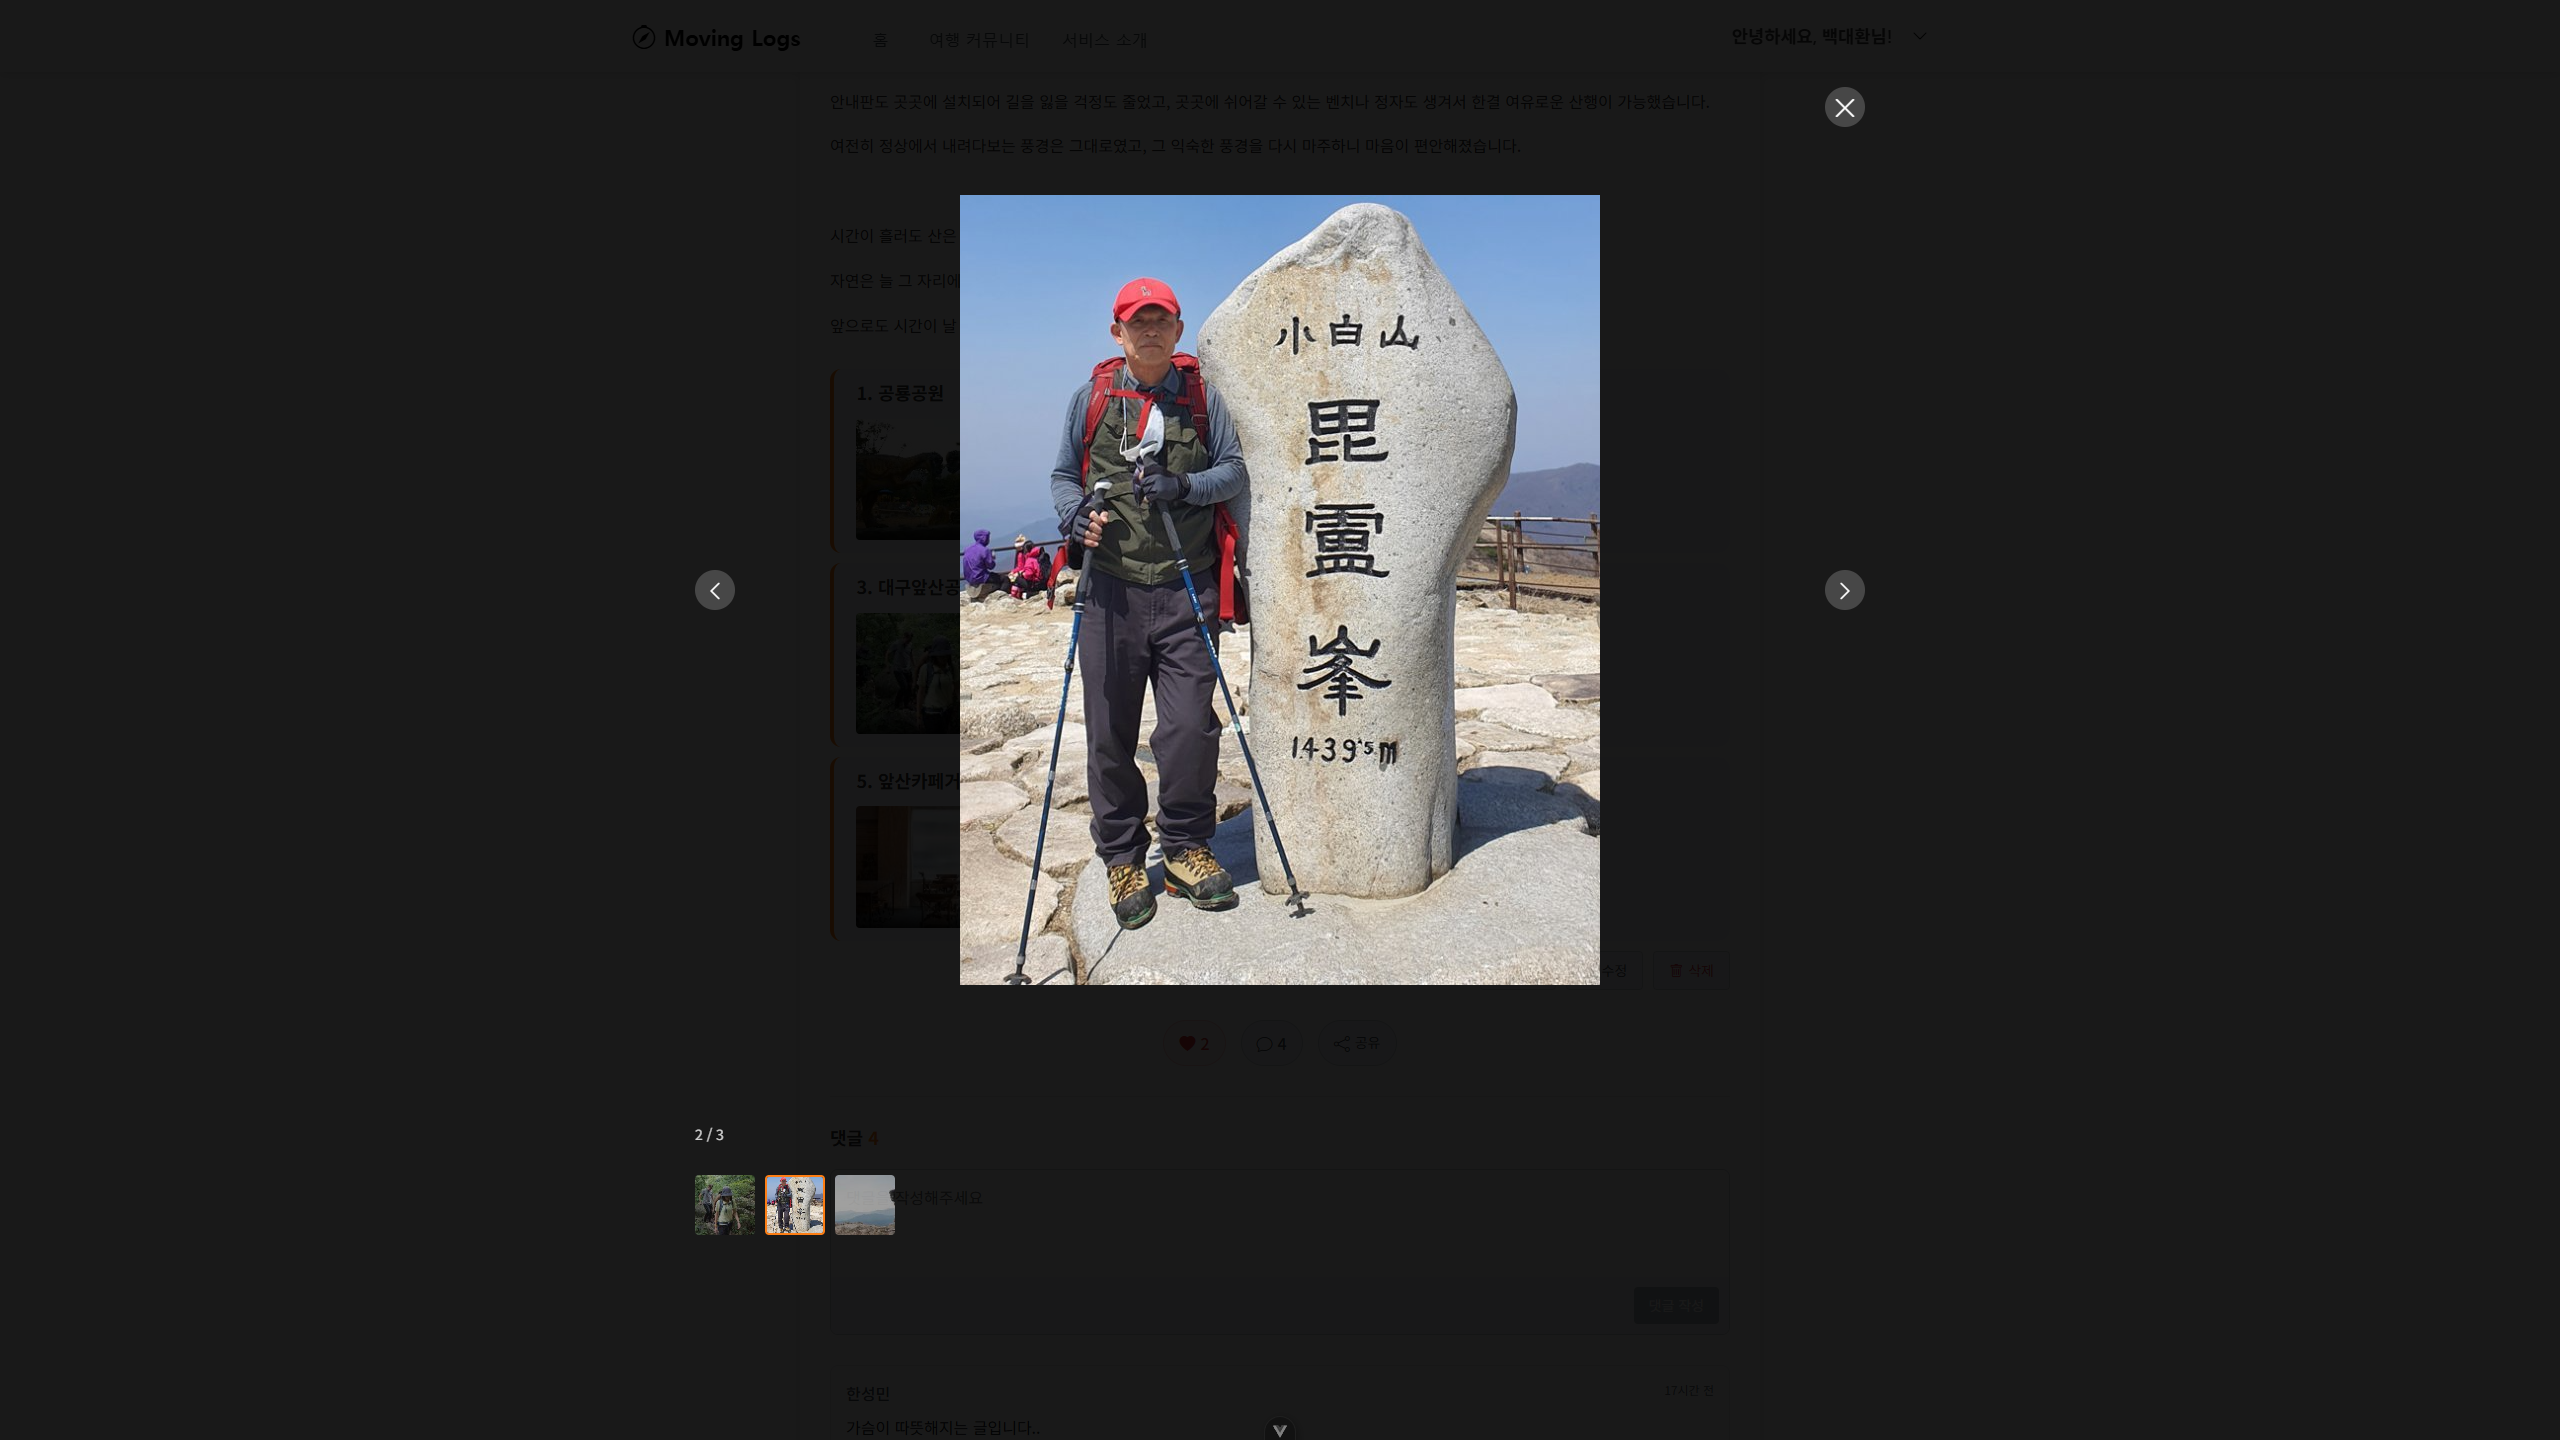 Moving Logs
홈
여행 커뮤니티
서비스 소개
안녕하세요, 백대환님!
안내판도 곳곳에 설치되어 길을 잃을 걱정도 줄었고, 곳곳에 쉬어갈 수 있는 벤치나 정자도 생겨서 한결 여유로운 산행이 가능했습니다.
여전히 정상에서 내려다보는 풍경은 그대로였고, 그 익숙한 풍경을 다시 마주하니 마음이 편안해졌습니다.
시간이 흘러도 산은
자연은 늘 그 자리에
앞으로도 시간이 날
1. 공룡공원
3. 대구앞산공
5. 앞산카페거
小白山
毘
盧
峯
1439.5m
수정
삭제
2
4
공유
2 / 3
댓글 4
작성해주세요
댓글 작성
한성민
17시간 전
가슴이 따뜻해지는 글입니다..